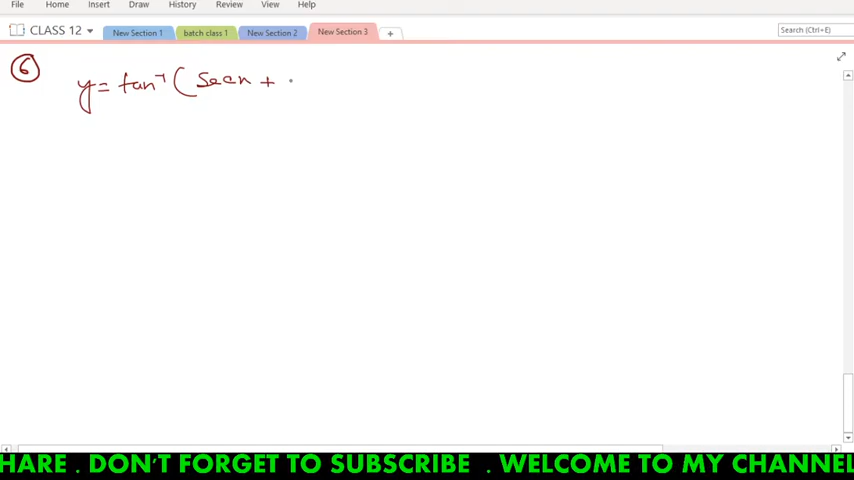 File Home Insert Draw History Review View Help
CLASS 12 New Section 1 batch class 1 New Section 2 New Section 3 + Search (Ctrl+E)
6 y = tan⁻¹ ( Secx +
HARE . DON'T FORGET TO SUBSCRIBE . WELCOME TO MY CHANNEL